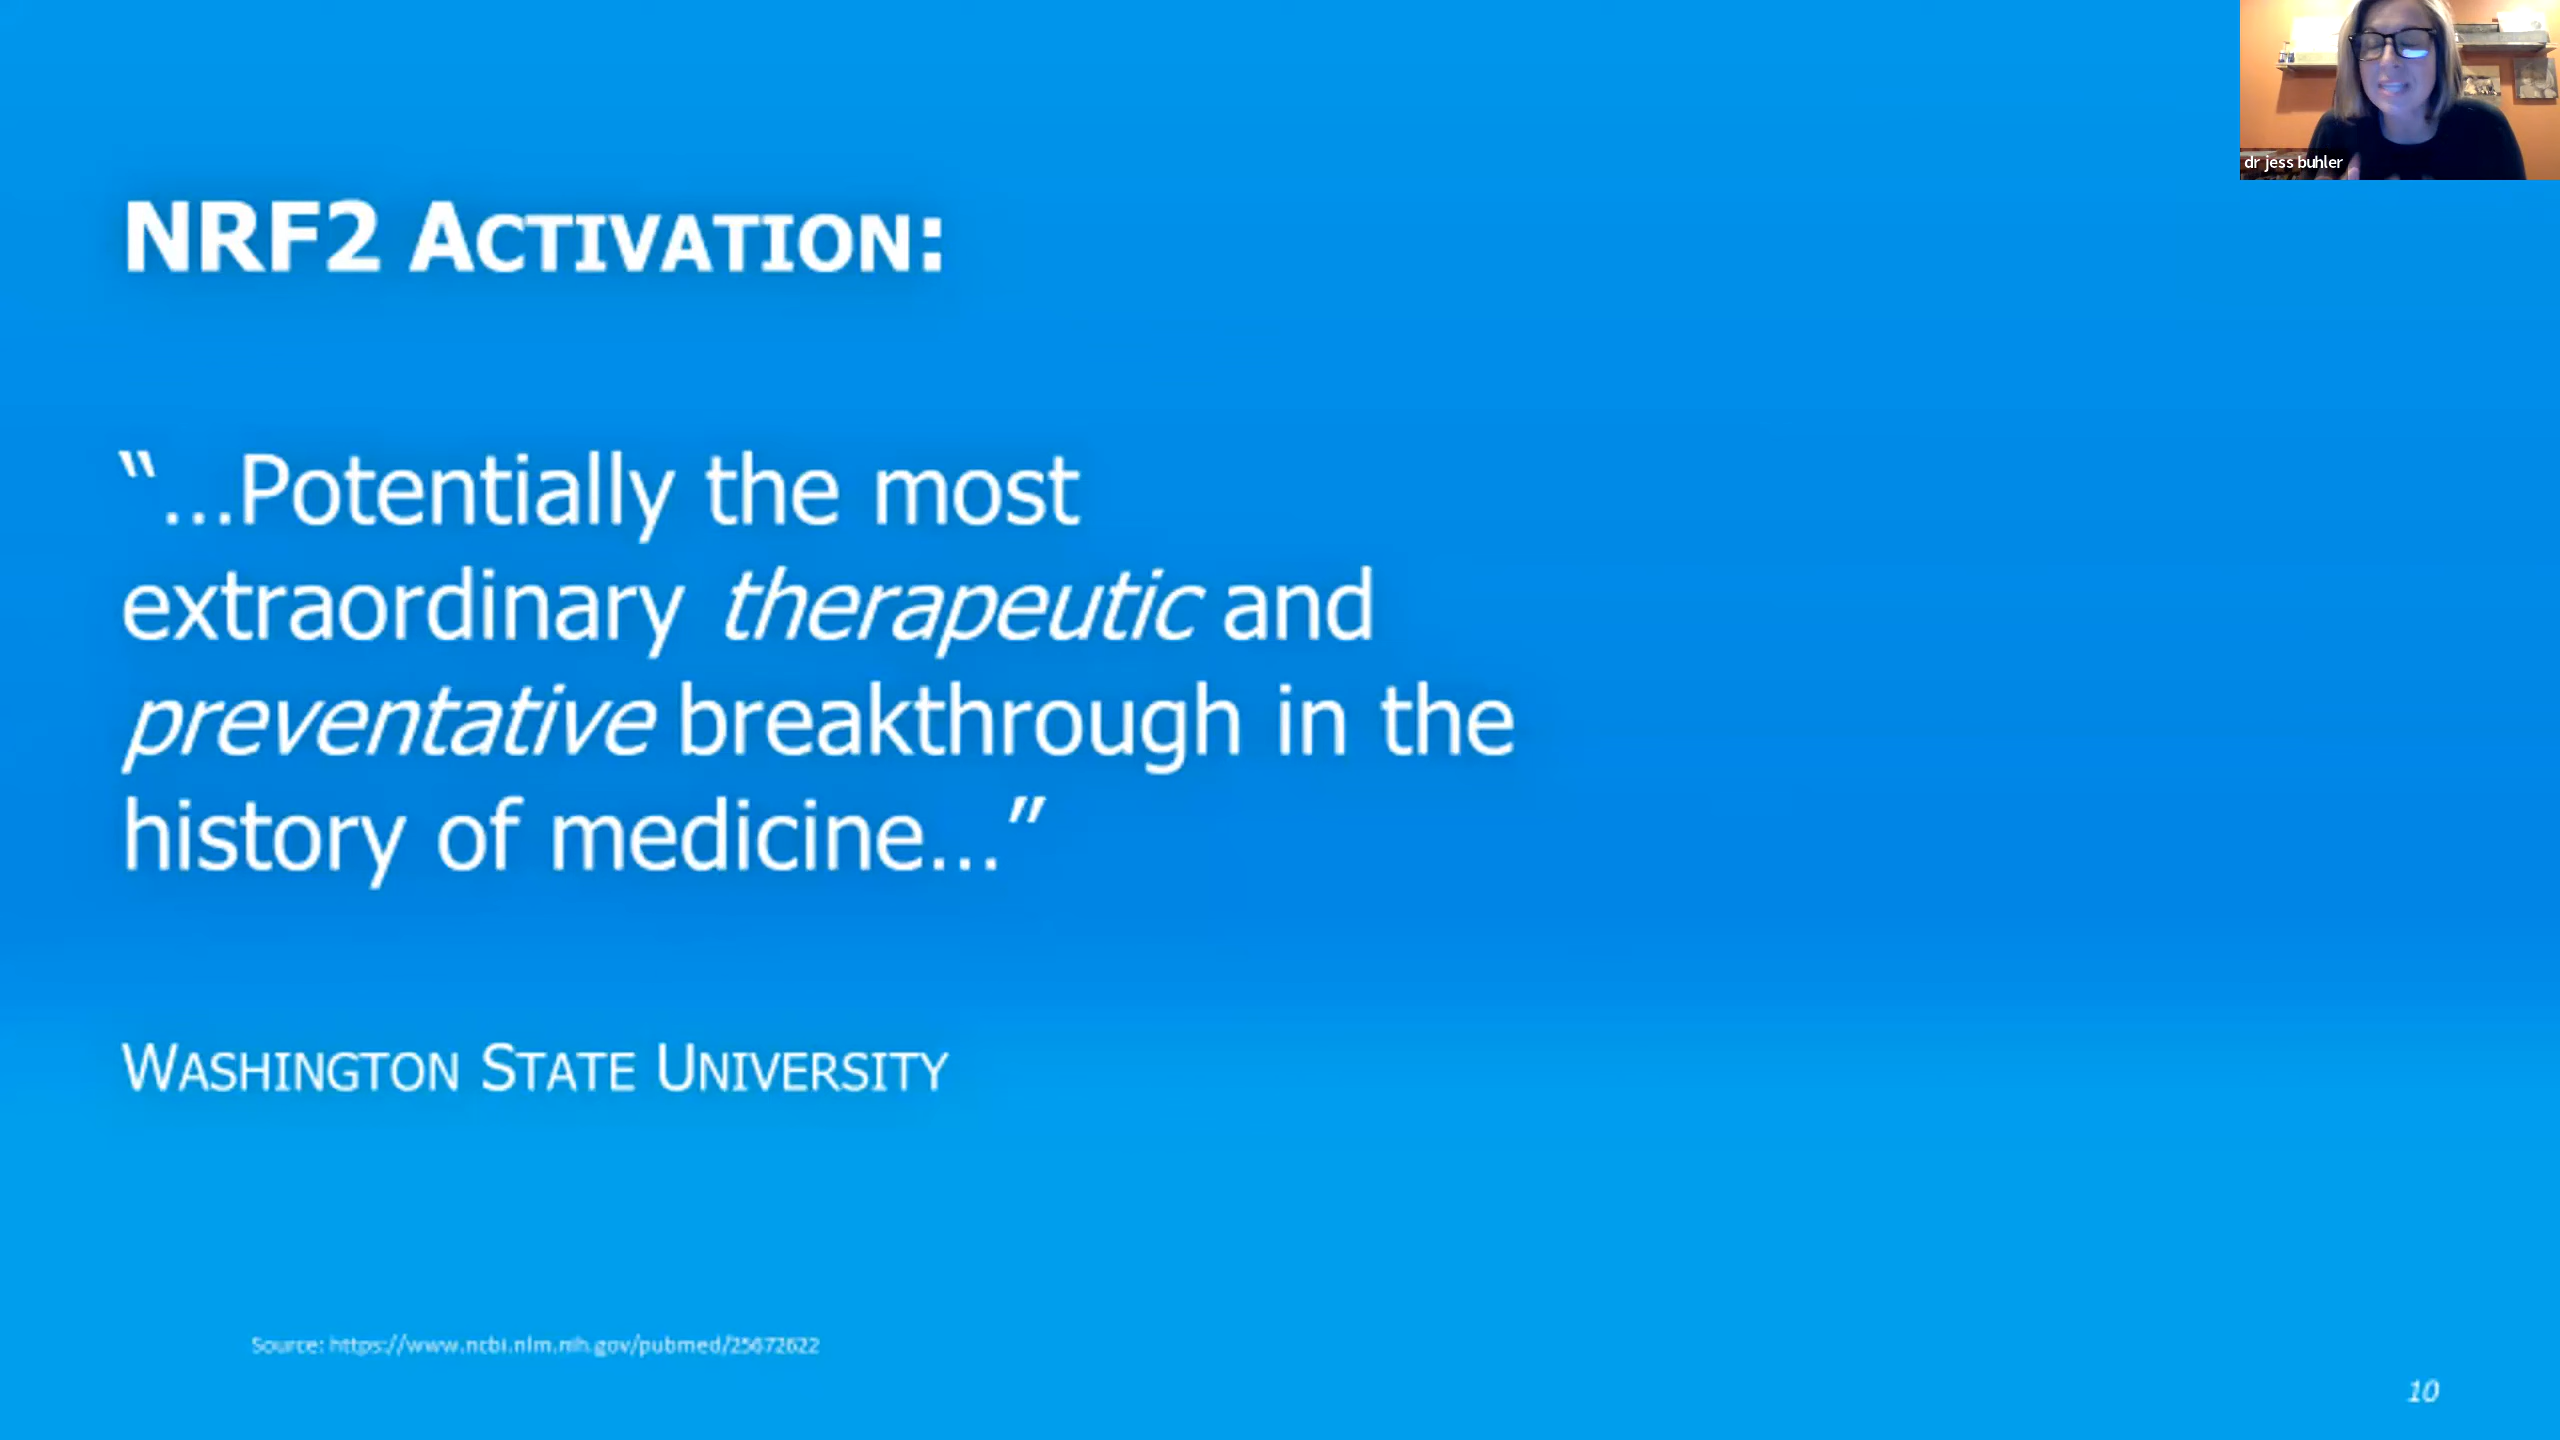 dr jess buhler
NRF2 ACTIVATION:
“...Potentially the most
extraordinary therapeutic and
preventative breakthrough in the
history of medicine...”
WASHINGTON STATE UNIVERSITY
Source: https://www.ncbi.nlm.nih.gov/pubmed/25672622
10